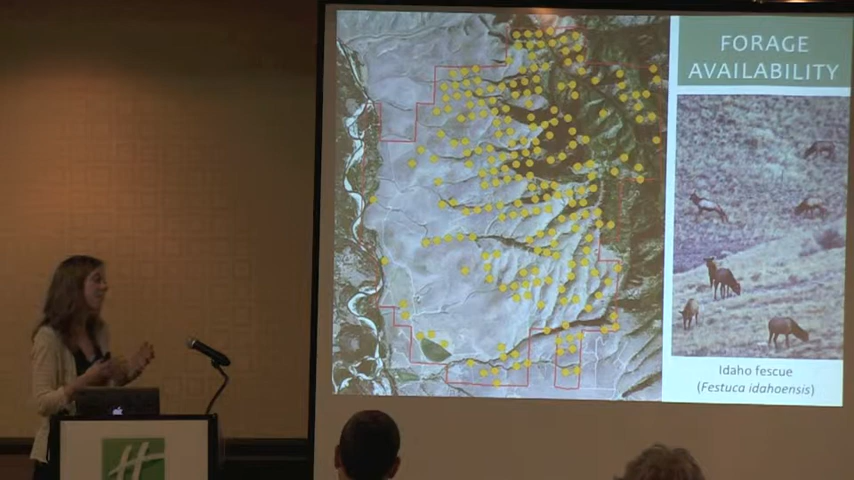 FORAGE
AVAILABILITY
Idaho fescue
(Festuca idahoensis)
H